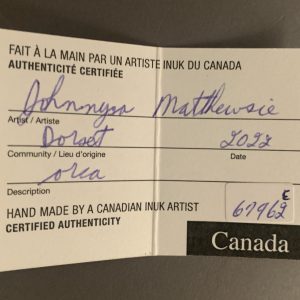 FAIT À LA MAIN PAR UN ARTISTE INUK DU CANADA
AUTHENTICITÉ CERTIFIÉE
Johnnysa Matthewsie
Artist / Artiste
Dorset 2022
Community / Lieu d'origine Date
orca
Description
HAND MADE BY A CANADIAN INUK ARTIST
CERTIFIED AUTHENTICITY
E
67962
Canada